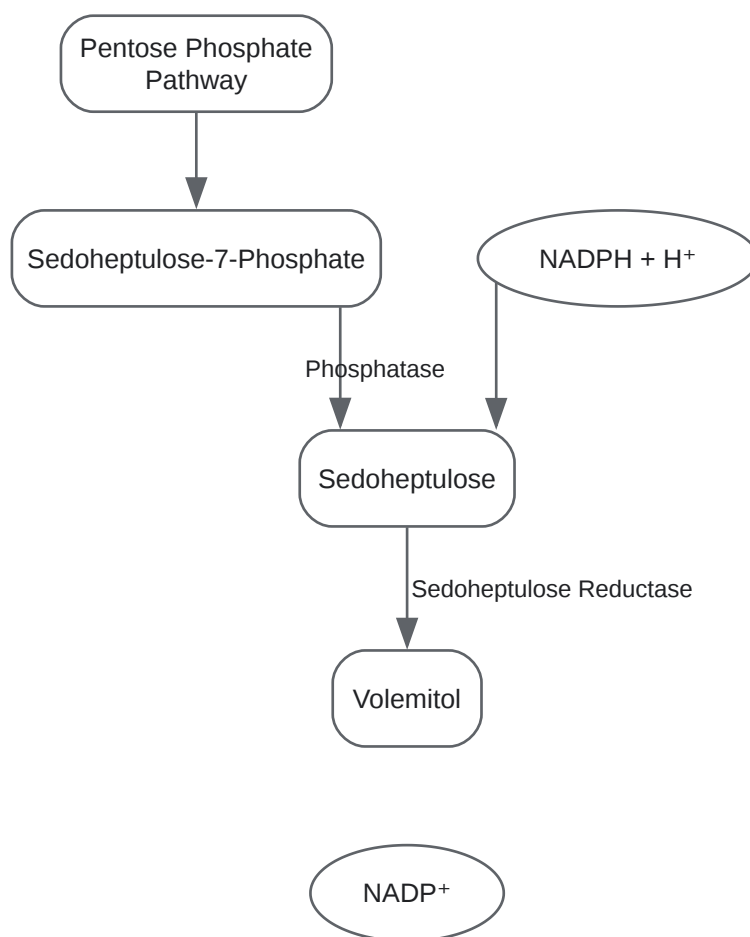 Pentose Phosphate
Pathway
Sedoheptulose-7-Phosphate
NADPH + H⁺
Phosphatase
Sedoheptulose
Sedoheptulose Reductase
Volemitol
NADP⁺